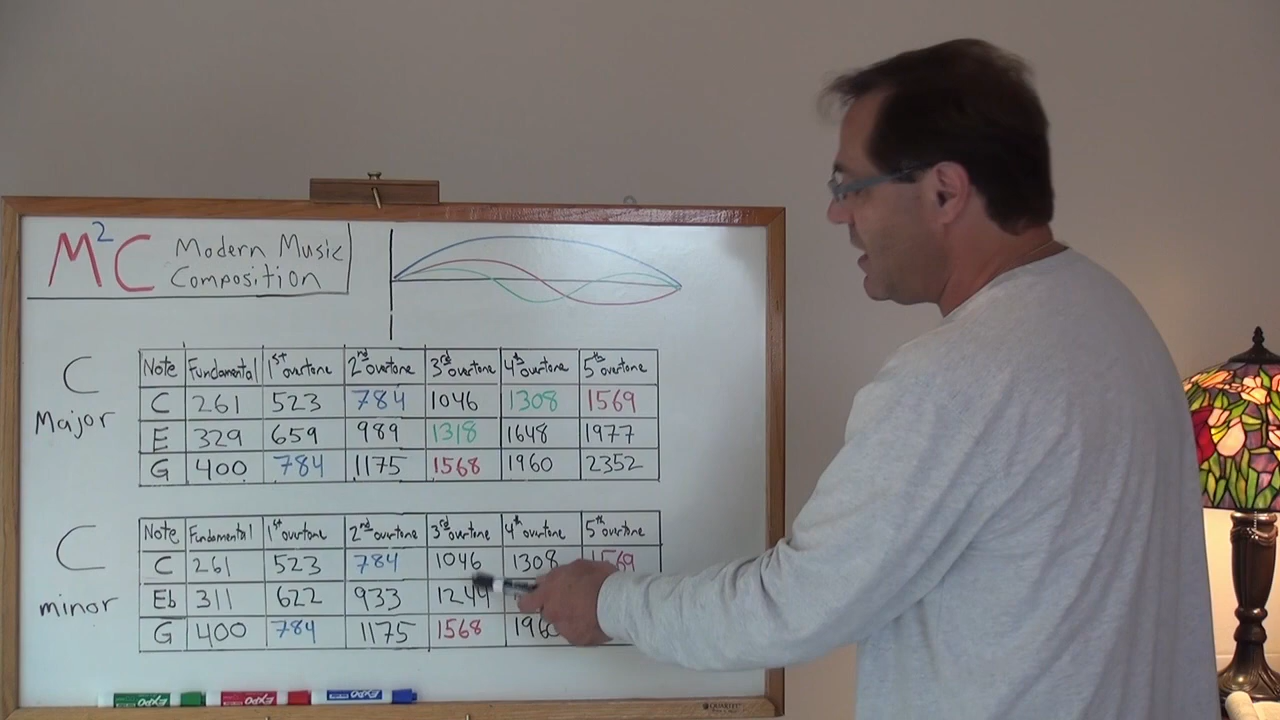 M²C Modern Music
Composition
C
Major
Note Fundamental 1st overtone 2nd overtone 3rd overtone 4th overtone 5th overtone
C 261 523 784 1046 1308 1569
E 329 659 989 1318 1648 1977
G 400 784 1175 1568 1960 2352
C
minor
Note Fundamental 1st overtone 2nd overtone 3rd overtone 4th overtone 5th overtone
C 261 523 784 1046 1308 1569
Eb 311 622 933 1244
G 400 784 1175 1568 1960
EXPO EXPO EXPO
QUARTET